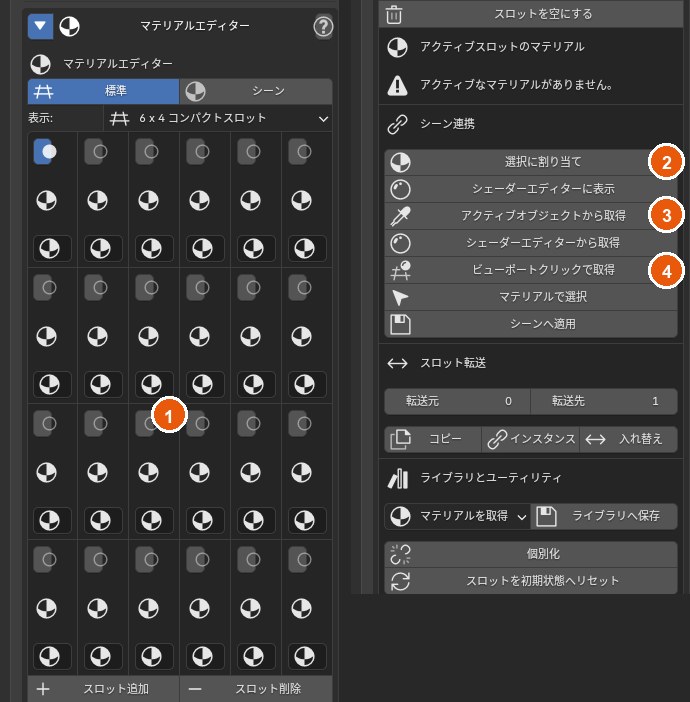 マテリアルエディター
?
マテリアルエディター
標準 シーン
表示: 6 x 4 コンパクトスロット
1
スロット追加 スロット削除
スロットを空にする
アクティブスロットのマテリアル
アクティブなマテリアルがありません。
シーン連携
選択に割り当て 2
シェーダーエディターに表示
アクティブオブジェクトから取得 3
シェーダーエディターから取得
ビューポートクリックで取得 4
マテリアルで選択
シーンへ適用
スロット転送
転送元 0 転送先 1
コピー インスタンス 入れ替え
ライブラリとユーティリティ
マテリアルを取得 ライブラリへ保存
個別化
スロットを初期状態へリセット